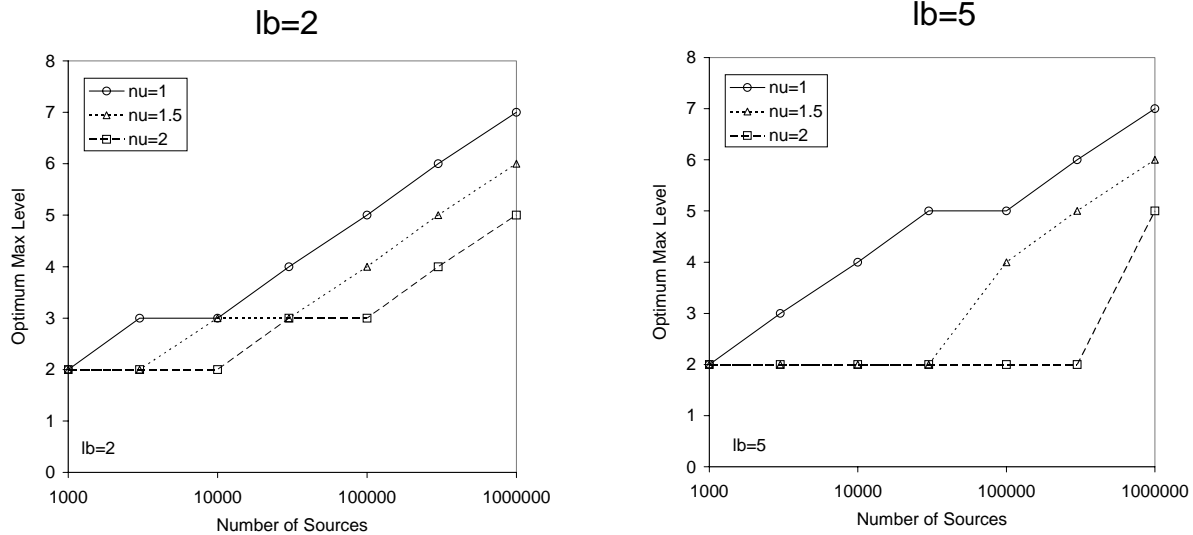 lb=2
8
7
6
5
4
3
2
1
0
Optimum Max Level
nu=1
nu=1.5
nu=2
lb=2
1000 10000 100000 1000000
Number of Sources
lb=5
8
7
6
5
4
3
2
1
0
Optimum Max Level
nu=1
nu=1.5
nu=2
lb=5
1000 10000 100000 1000000
Number of Sources